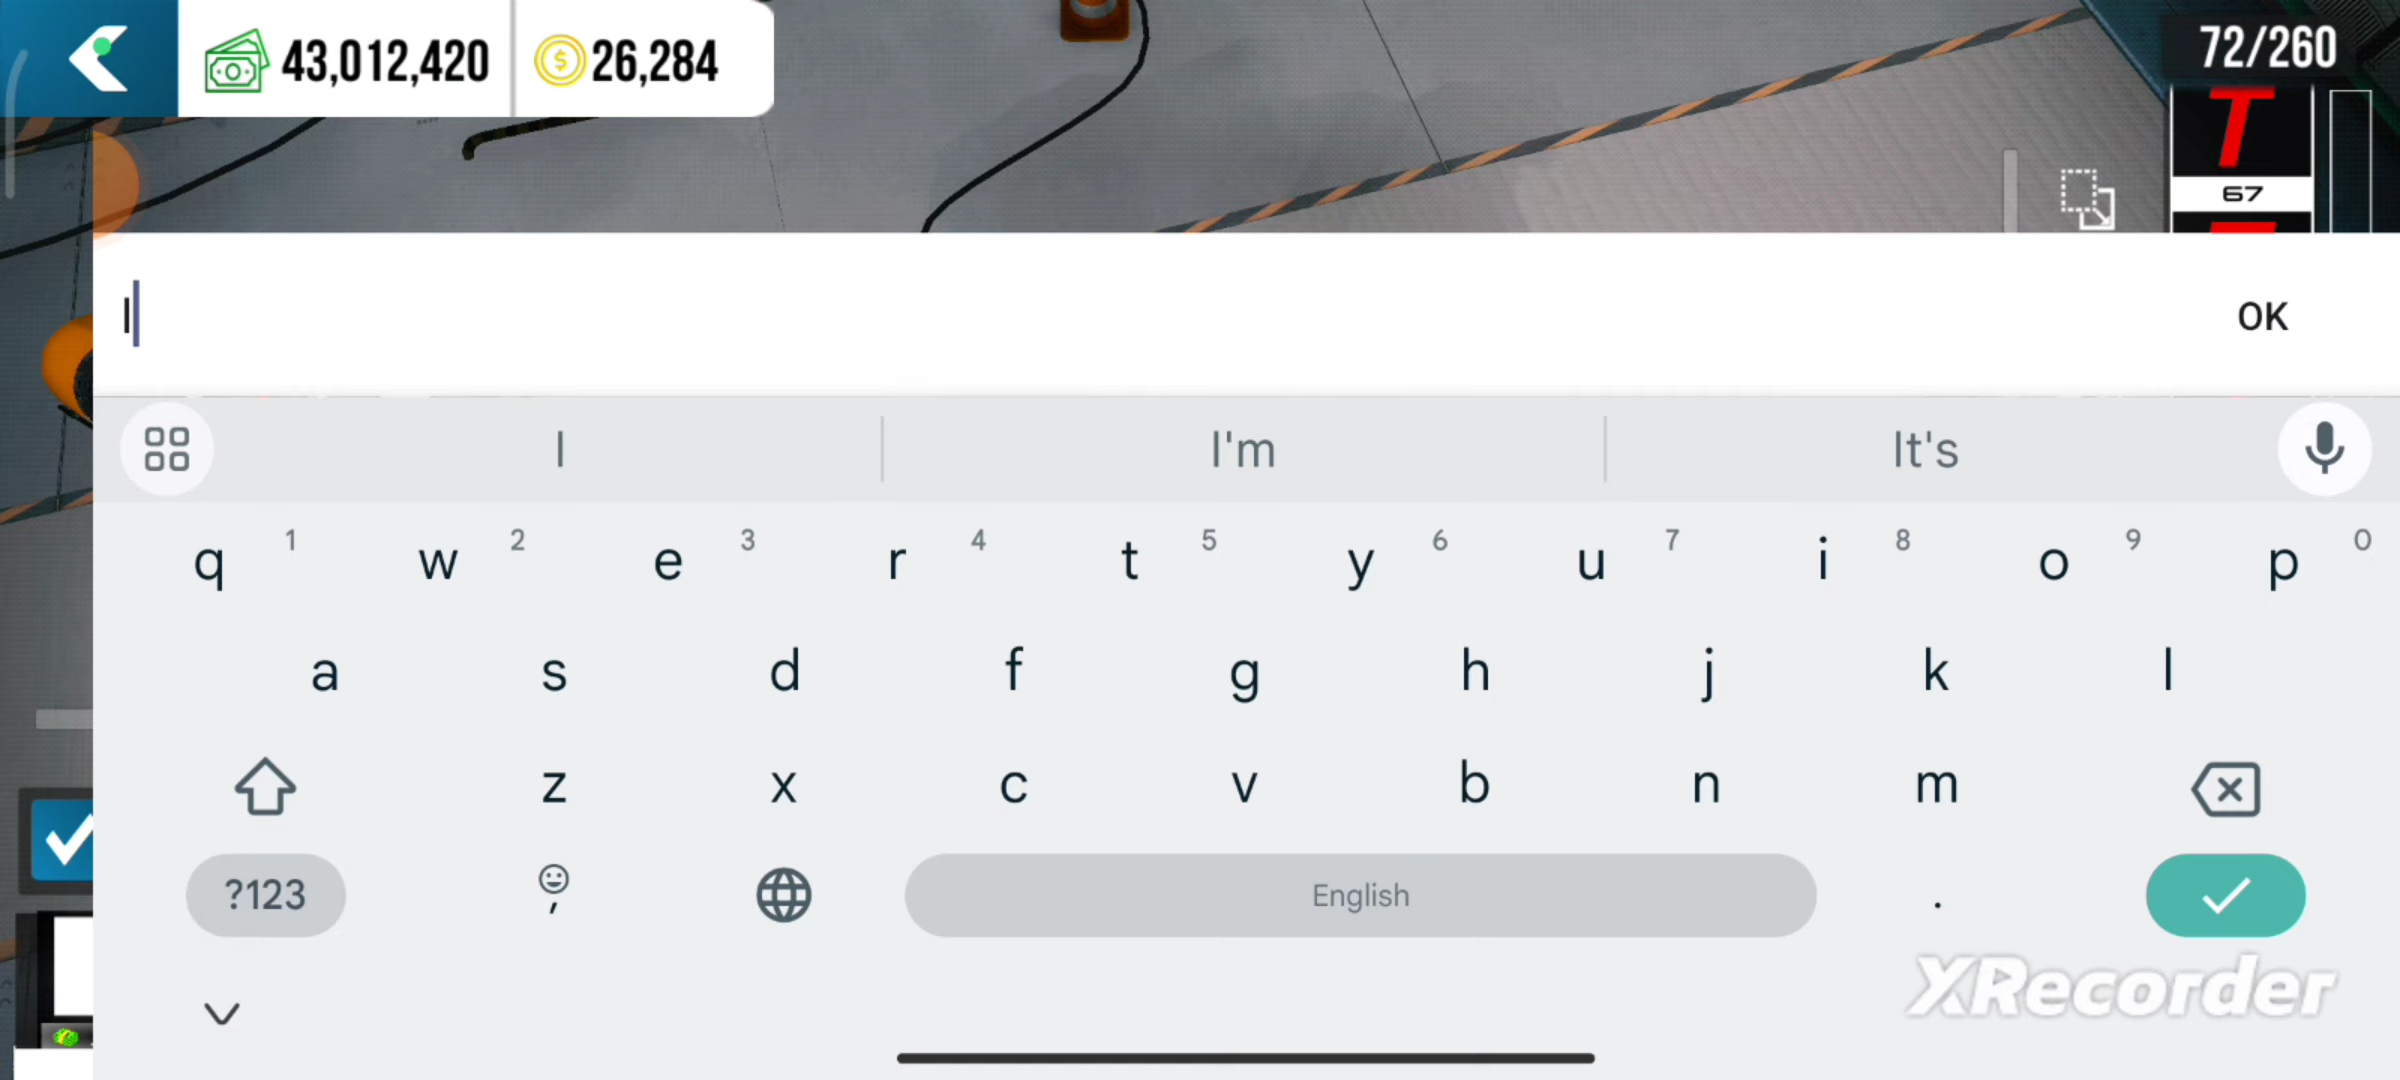 43,012,420 26,284 72/260
T
67
I OK
I I'm It's
q 1 w 2 e 3 r 4 t 5 y 6 u 7 i 8 o 9 p 0
a s d f g h j k l
z x c v b n m
?123 , English .
XRecorder